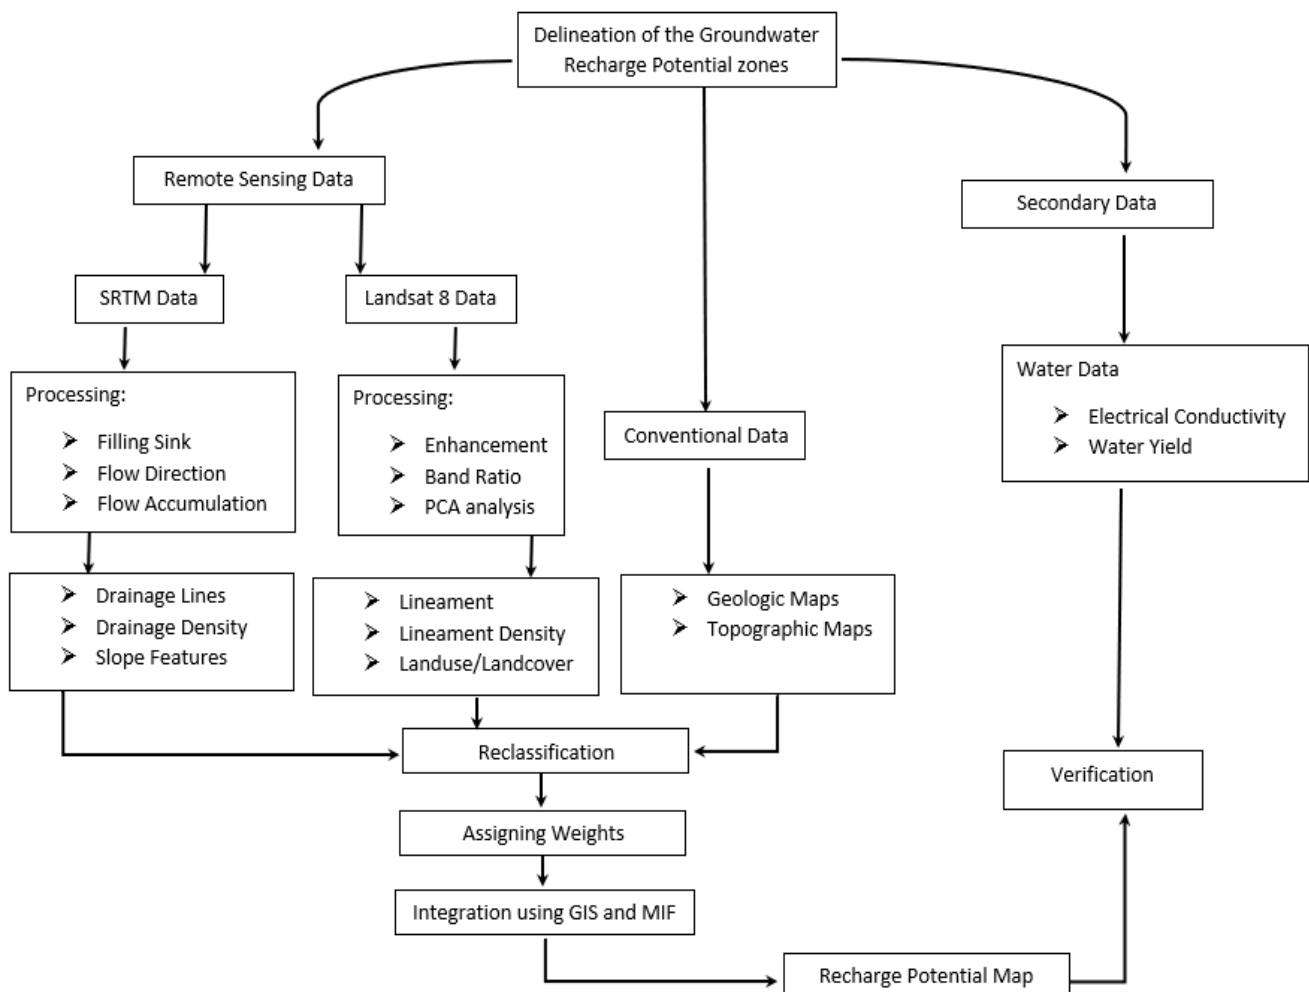 Delineation of the Groundwater
Recharge Potential zones
Remote Sensing Data
Secondary Data
SRTM Data
Landsat 8 Data
Processing:
Filling Sink
Flow Direction
Flow Accumulation
Processing:
Enhancement
Band Ratio
PCA analysis
Conventional Data
Water Data
Electrical Conductivity
Water Yield
Drainage Lines
Drainage Density
Slope Features
Lineament
Lineament Density
Landuse/Landcover
Geologic Maps
Topographic Maps
Reclassification
Verification
Assigning Weights
Integration using GIS and MIF
Recharge Potential Map